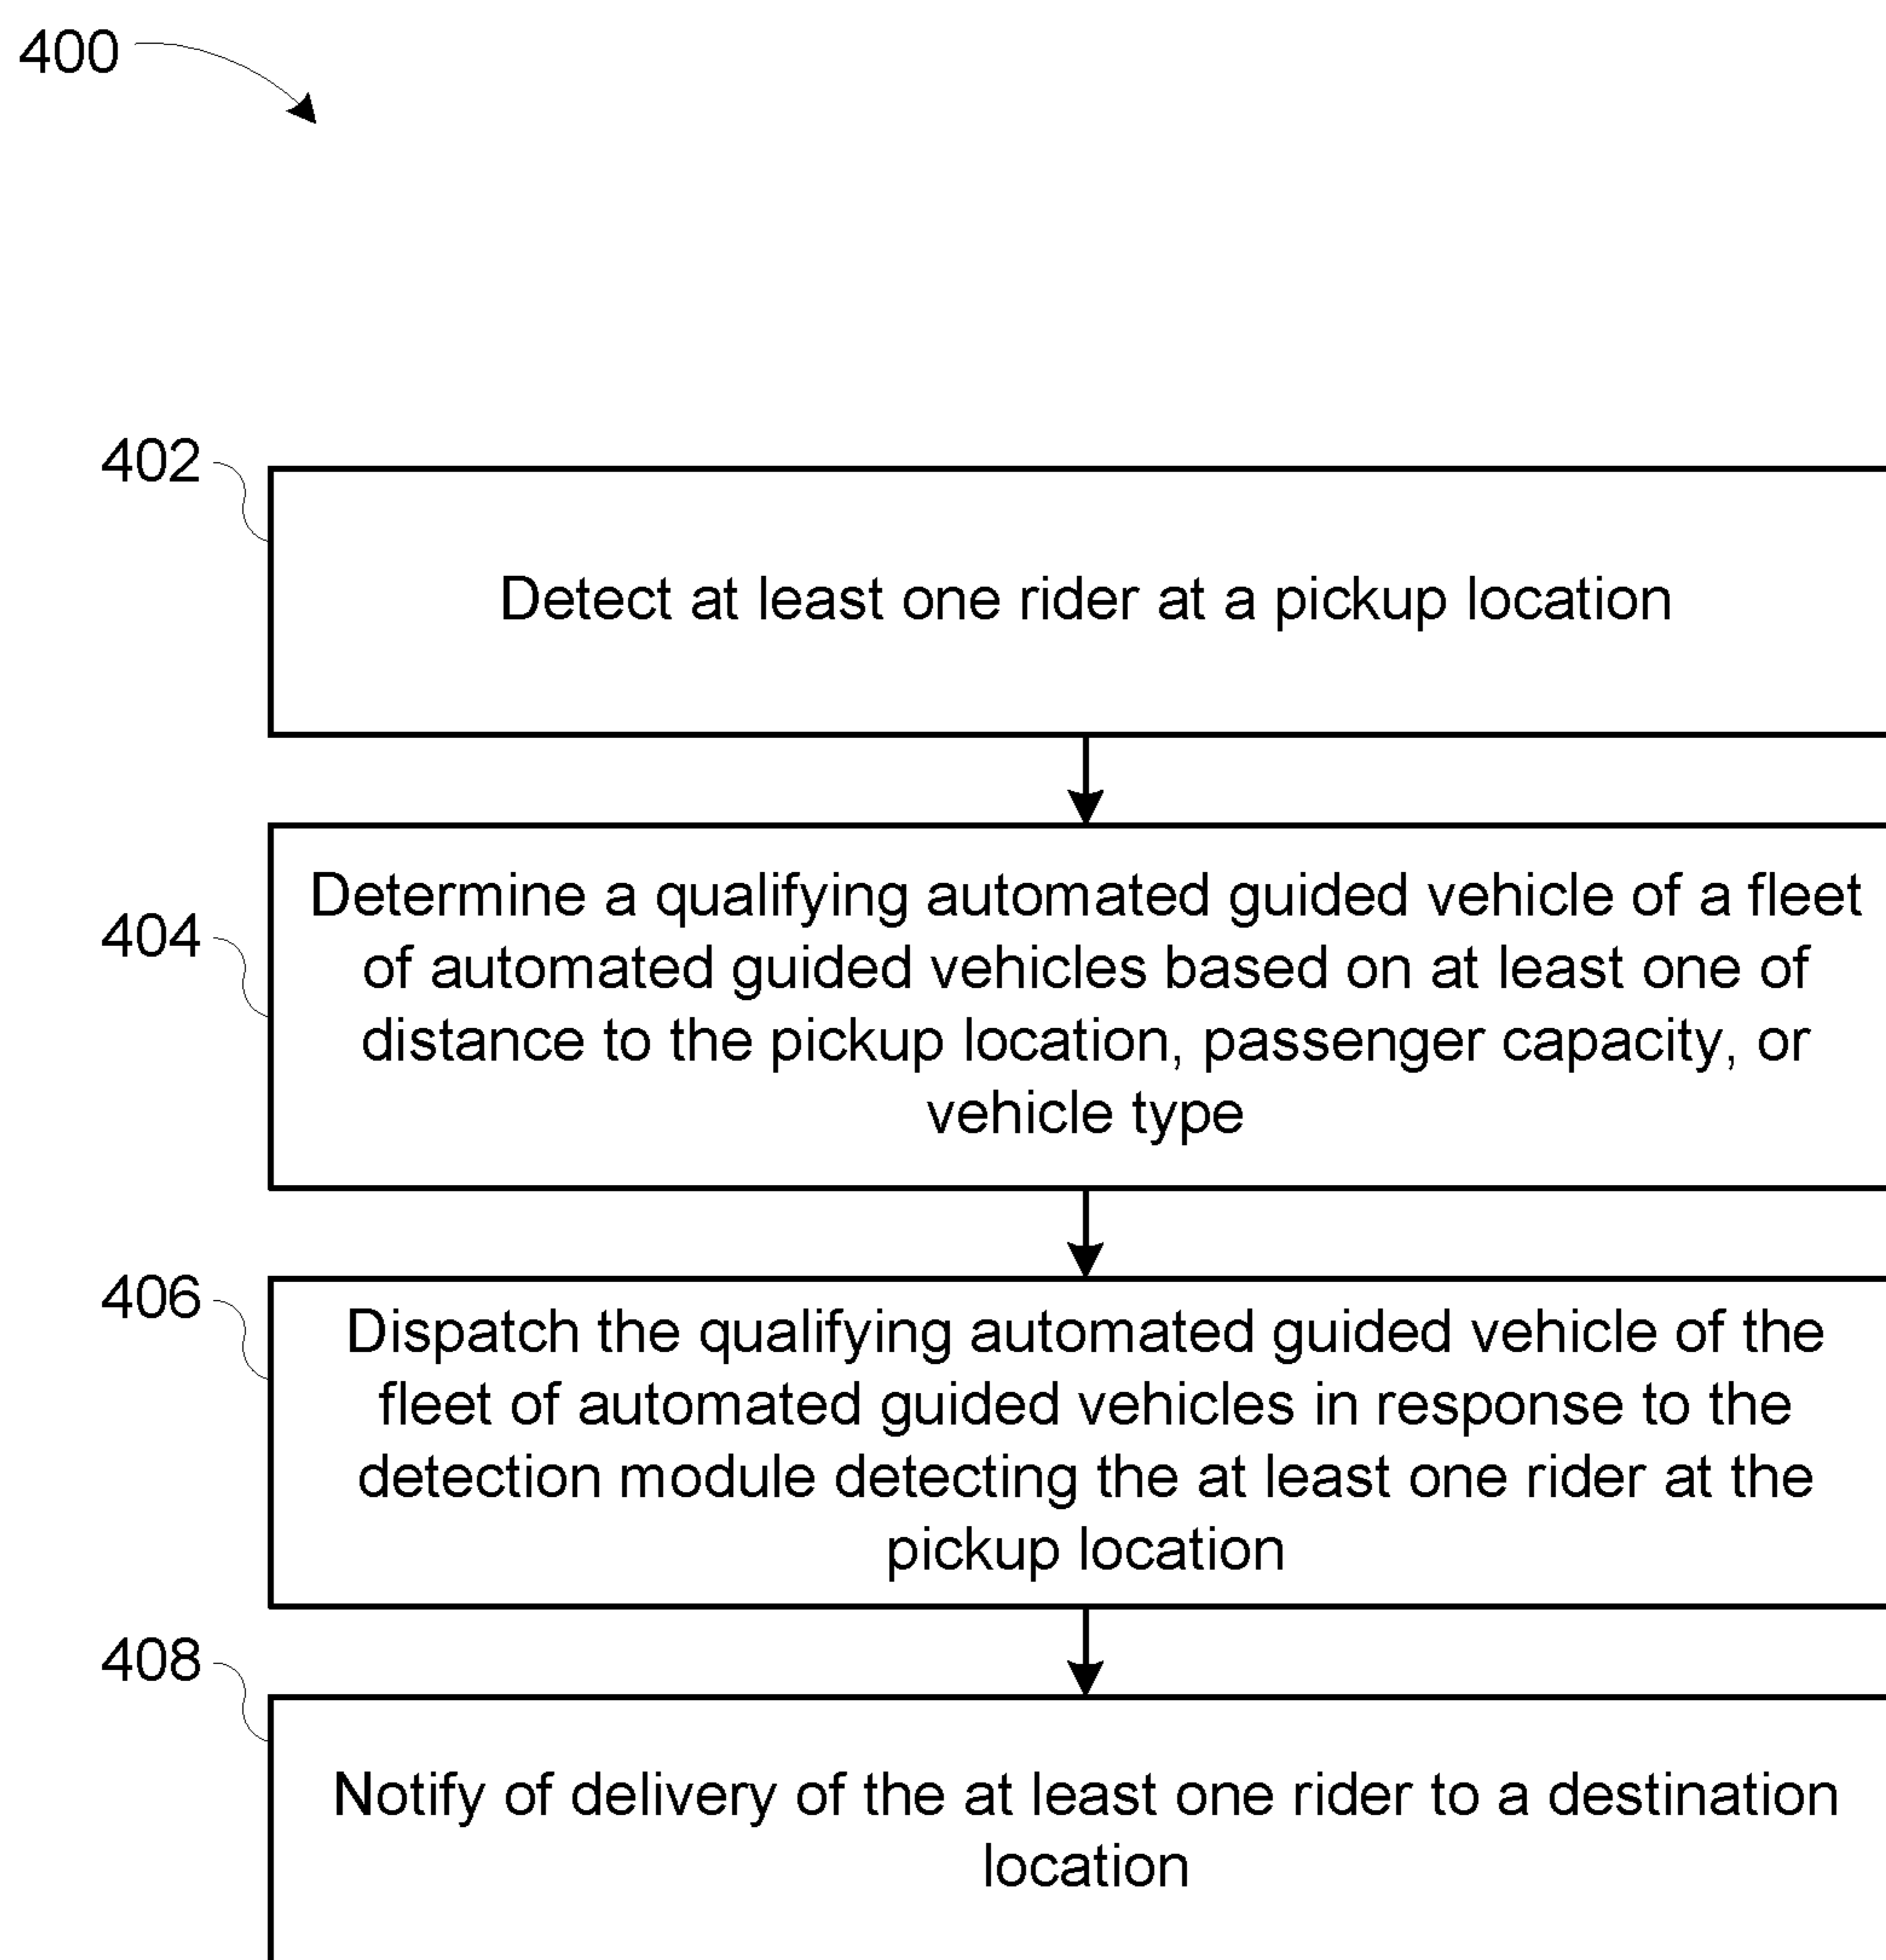 400
402
Detect at least one rider at a pickup location
404
Determine a qualifying automated guided vehicle of a fleet
of automated guided vehicles based on at least one of
distance to the pickup location, passenger capacity, or
vehicle type
406
Dispatch the qualifying automated guided vehicle of the
fleet of automated guided vehicles in response to the
detection module detecting the at least one rider at the
pickup location
408
Notify of delivery of the at least one rider to a destination
location